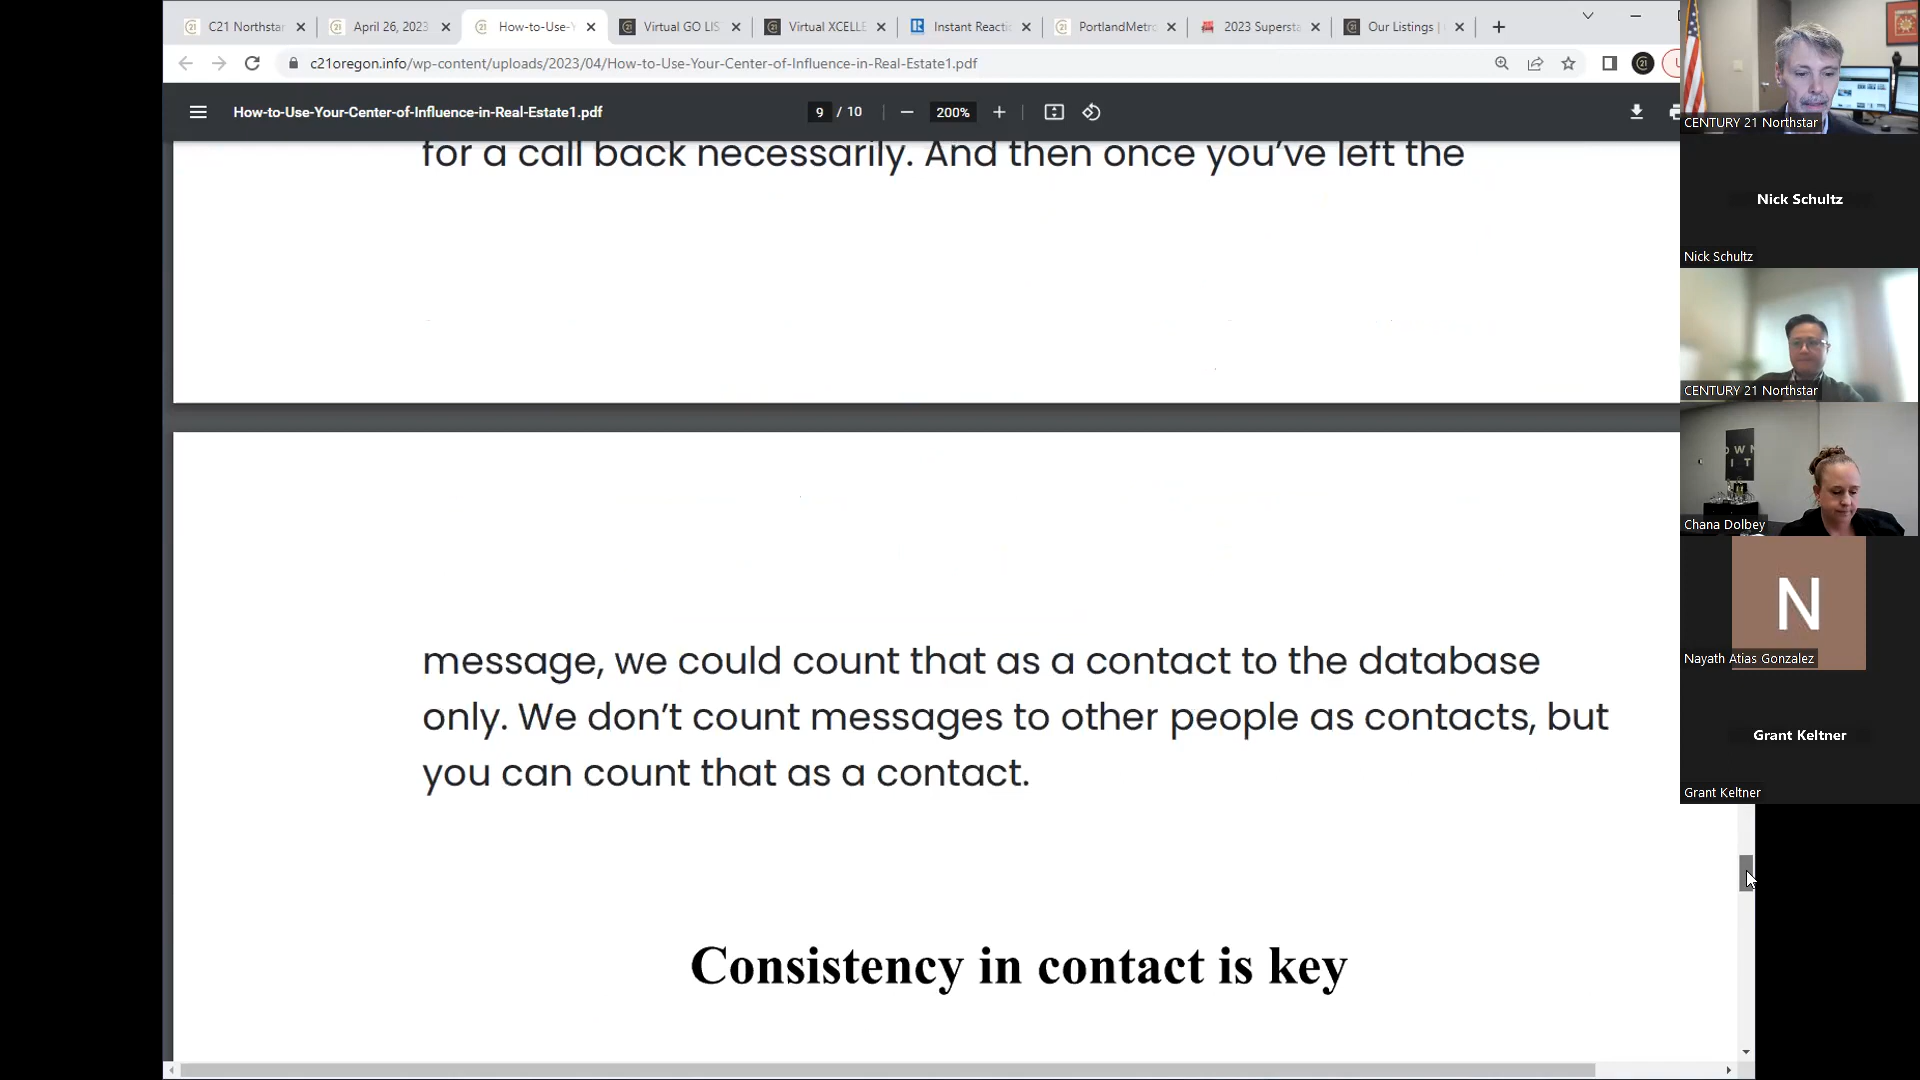 C21 Northstar
April 26, 2023
How-to-Use-Y
Virtual GO LIS
Virtual XCELLE
Instant Reacti
PortlandMetro
2023 Supersta
Our Listings |
c21oregon.info/wp-content/uploads/2023/04/How-to-Use-Your-Center-of-Influence-in-Real-Estate1.pdf
How-to-Use-Your-Center-of-Influence-in-Real-Estate1.pdf
9 / 10
200%
for a call back necessarily. And then once you've left the
message, we could count that as a contact to the database
only. We don't count messages to other people as contacts, but
you can count that as a contact.
Consistency in contact is key
CENTURY 21 Northstar
Nick Schultz
Nick Schultz
CENTURY 21 Northstar
Chana Dolbey
N
Nayath Atias Gonzalez
Grant Keltner
Grant Keltner